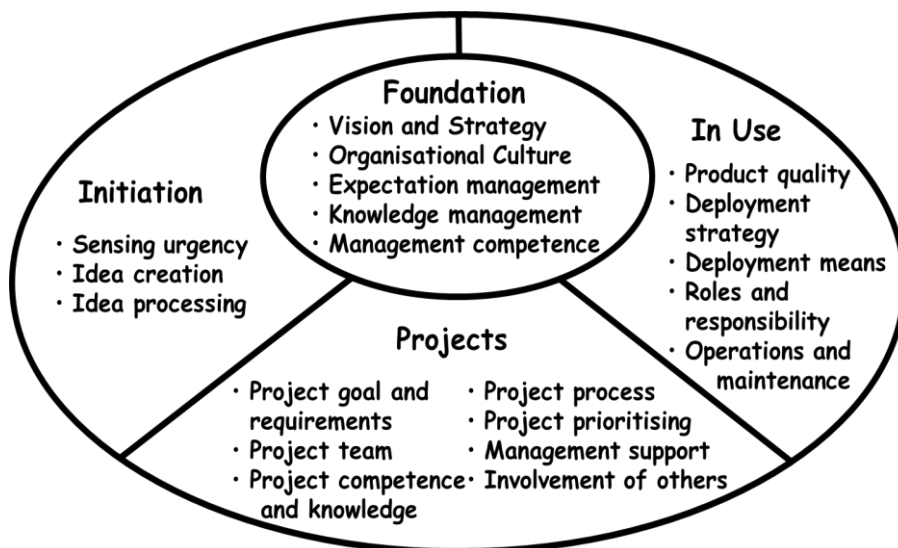 Foundation
· Vision and Strategy
· Organisational Culture
· Expectation management
· Knowledge management
· Management competence
Initiation
· Sensing urgency
· Idea creation
· Idea processing
In Use
· Product quality
· Deployment
strategy
· Deployment means
· Roles and
responsibility
· Operations and
maintenance
Projects
· Project goal and
requirements
· Project team
· Project competence
and knowledge
· Project process
· Project prioritising
· Management support
· Involvement of others